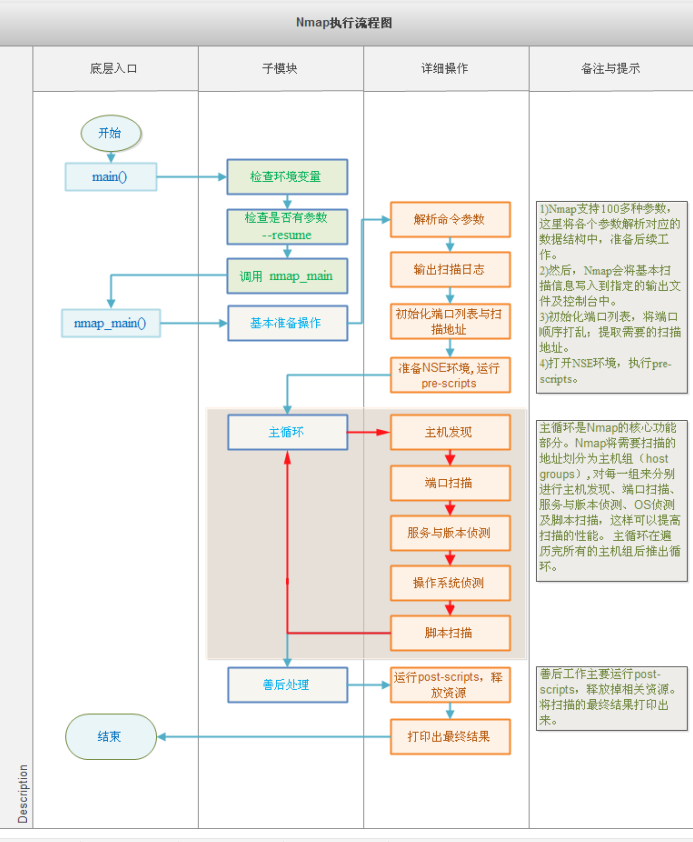 Nmap执行流程图
底层入口
子模块
详细操作
备注与提示
开始
main()
检查环境变量
检查是否有参数
--resume
调用 nmap_main
nmap_main()
基本准备操作
解析命令参数
输出扫描日志
初始化端口列表与扫
描地址
准备NSE环境,运行
pre-scripts
1)Nmap支持100多种参数，
这里将各个参数解析对应的
数据结构中，准备后续工
作。
2)然后，Nmap会将基本扫
描信息写入到指定的输出文
件及控制台中。
3)初始化端口列表，将端口
顺序打乱；提取需要的扫描
地址。
4)打开NSE环境，执行pre-
scripts。
主循环
主机发现
端口扫描
服务与版本侦测
操作系统侦测
脚本扫描
主循环是Nmap的核心功能
部分。Nmap将需要扫描的
地址划分为主机组（host
groups）,对每一组来分别
进行主机发现、端口扫描、
服务与版本侦测、OS侦测
及脚本扫描，这样可以提高
扫描的性能。 主循环在遍
历完所有的主机组后推出循
环。
善后处理
运行post-scripts，释
放资源
打印出最终结果
善后工作主要运行post-
scripts，释放掉相关资源。
将扫描的最终结果打印出
来。
结束
Description